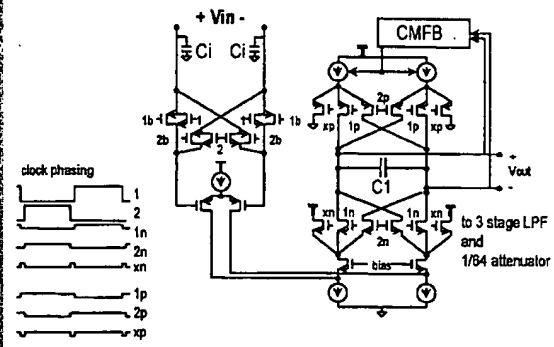 + Vin -
CMFB
Ci
Ci
2p
xp
1p
1p
xp
1b
1b
2b
2
2b
+
Vout
-
C1
clock phasing
1
2
1n
2n
xn
1p
2p
xp
xn
1n
1n
xn
2n
bias
to 3 stage LPF
and
1/64 attenuator